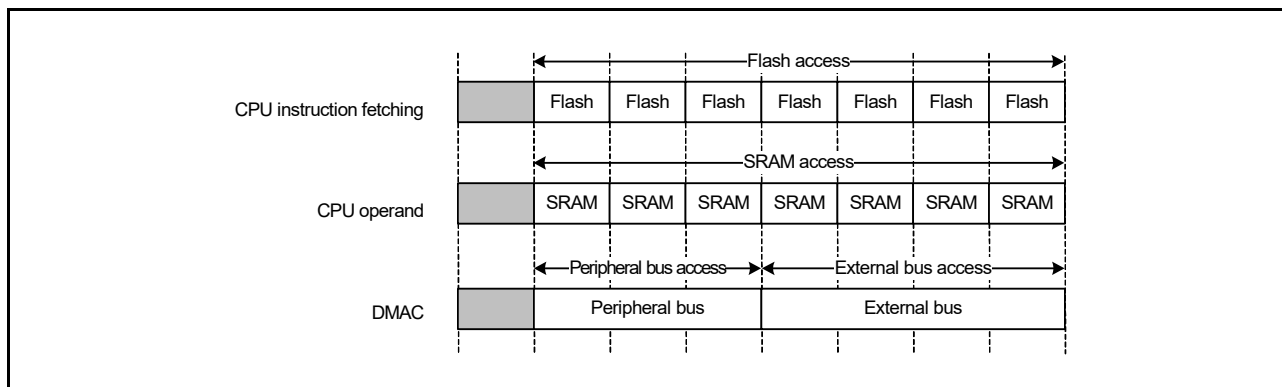 Flash access
CPU instruction fetching Flash Flash Flash Flash Flash Flash Flash
SRAM access
CPU operand SRAM SRAM SRAM SRAM SRAM SRAM SRAM
Peripheral bus access External bus access
DMAC Peripheral bus External bus